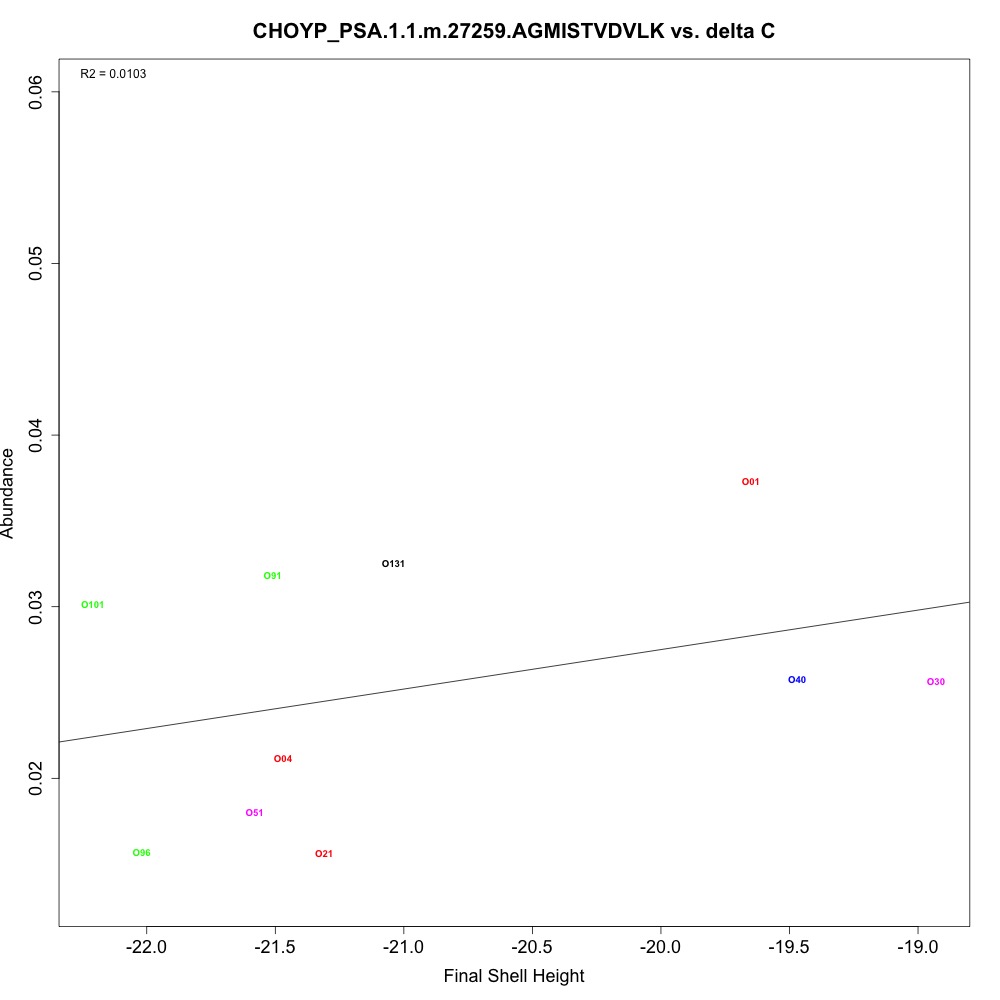 CHOYP_PSA.1.1.m.27259.AGMISTVDVLK vs. delta C
R2 = 0.0103
0.06
0.05
0.04
0.03
0.02
Abundance
O01
O131
O91
O101
O40
O30
O04
O51
O96
O21
-22.0 -21.5 -21.0 -20.5 -20.0 -19.5 -19.0
Final Shell Height